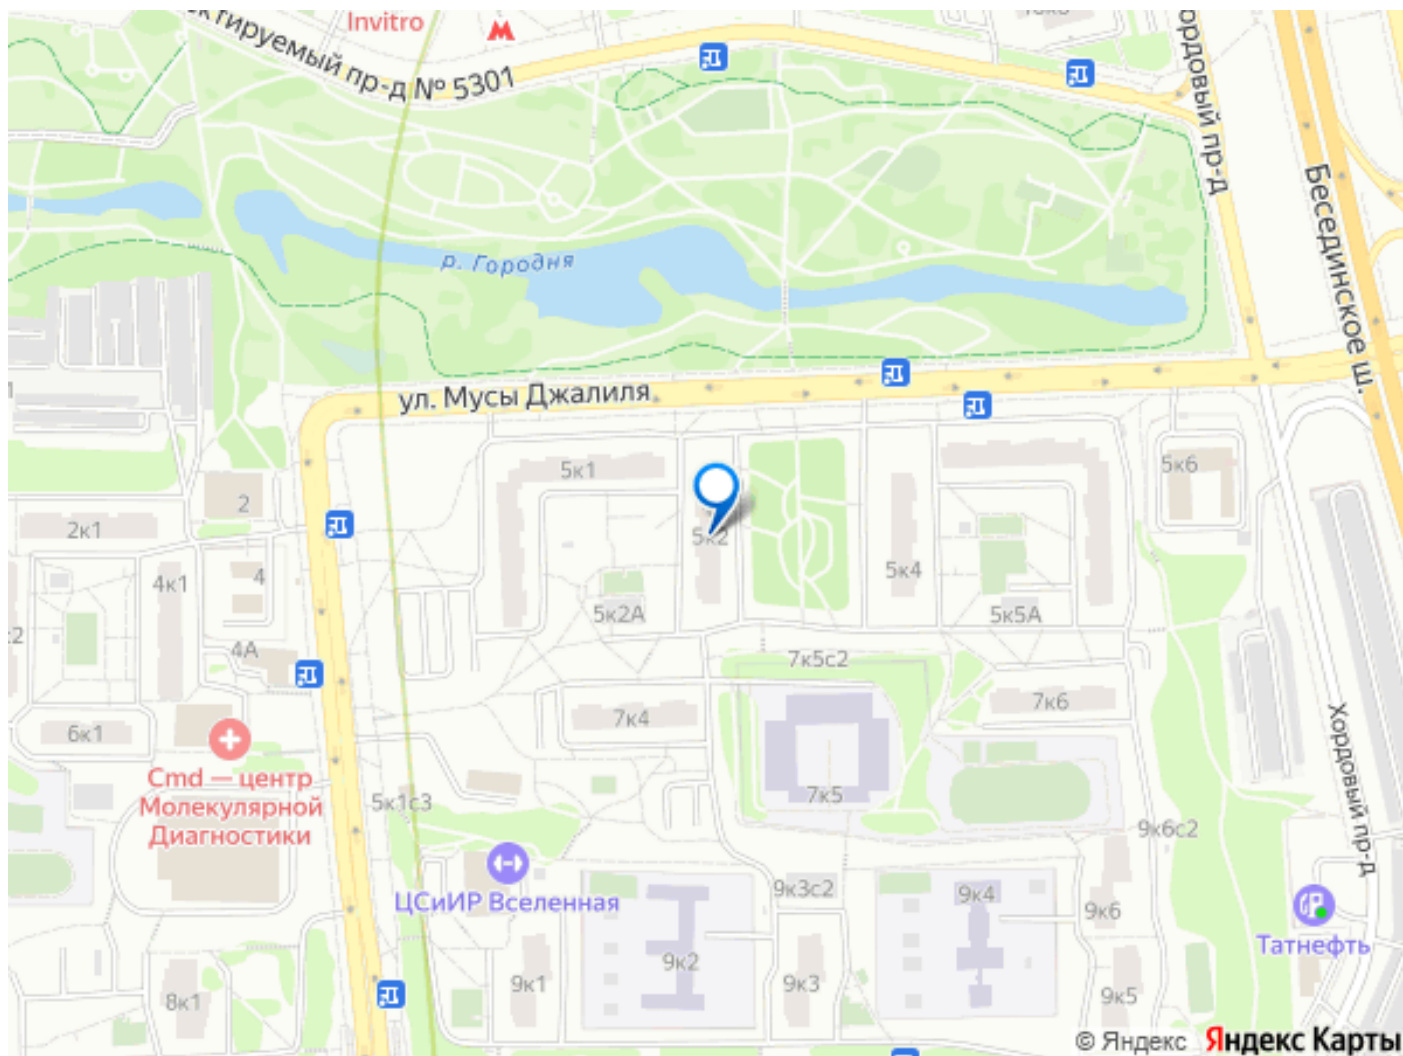 Invitro
тируемый пр-д № 5301
ордовый пр-д
Бесединское ш.
р. Городня
ул. Мусы Джалиля
5к1
5к6
2
5к2
2к1
4к1
4
5к4
5к2А
5к5А
4А
7к5с2
7к6
7к4
6к1
Cmd — центр
Молекулярной
Диагностики
5к1с3
7к5
Хордовый пр-д
9к6с2
ЦСиИР Вселенная
9к3с2
9к4
9к6
Татнефть
9к2
9к1
9к3
9к5
8к1
© Яндекс Яндекс Карты